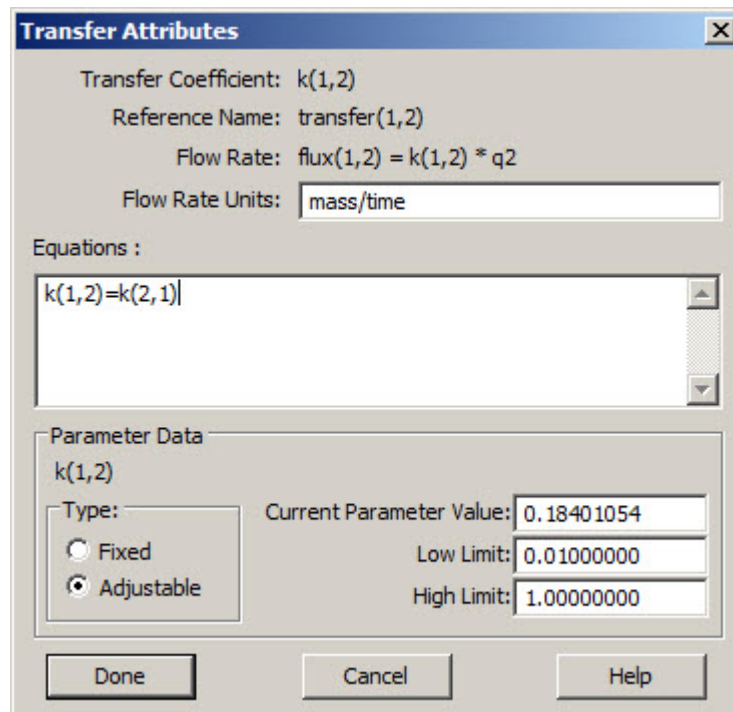 Transfer Attributes
Transfer Coefficient: k(1,2)
Reference Name: transfer(1,2)
Flow Rate: flux(1,2) = k(1,2) * q2
Flow Rate Units: mass/time
Equations :
k(1,2)=k(2,1)
Parameter Data
k(1,2)
Type:
Fixed
Adjustable
Current Parameter Value: 0.18401054
Low Limit: 0.01000000
High Limit: 1.00000000
Done Cancel Help